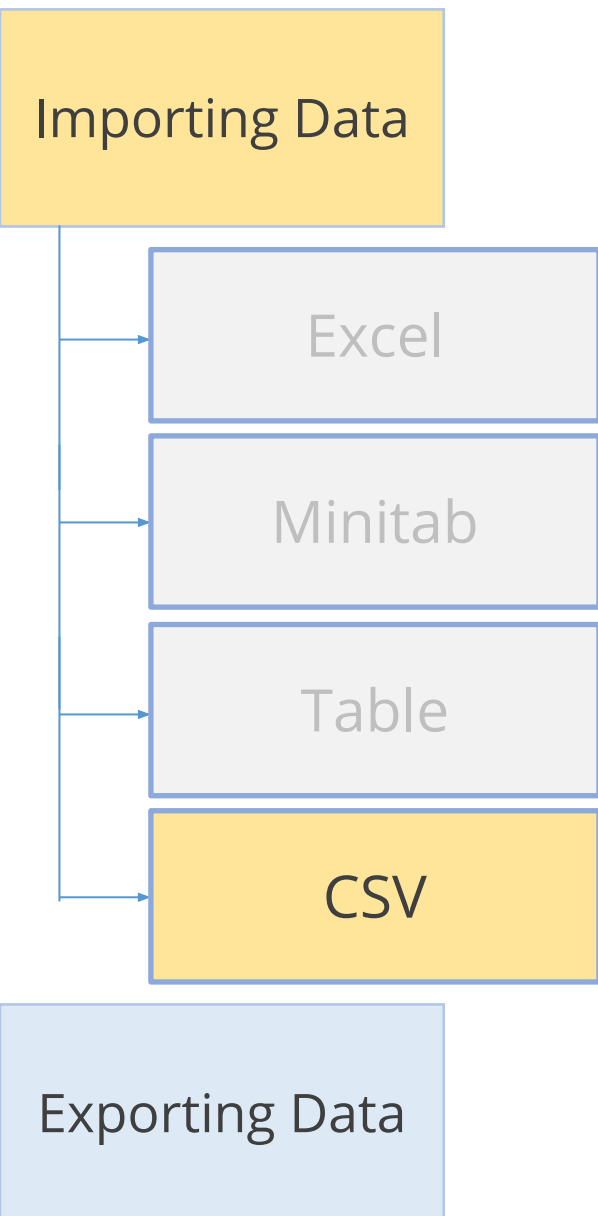 Importing Data
Excel
Minitab
Table
CSV
Exporting Data